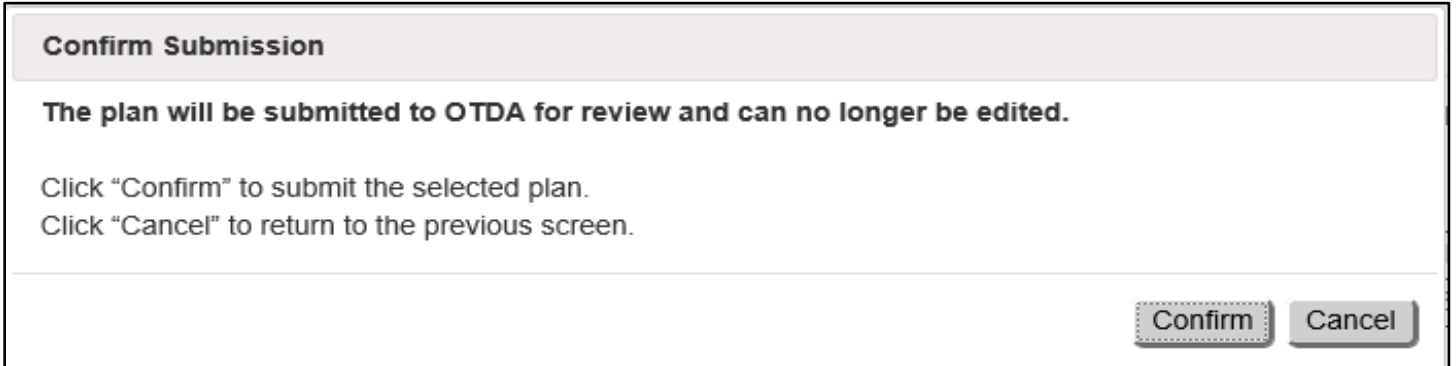 Confirm Submission
The plan will be submitted to OTDA for review and can no longer be edited.
Click “Confirm” to submit the selected plan.
Click “Cancel” to return to the previous screen.
Confirm Cancel